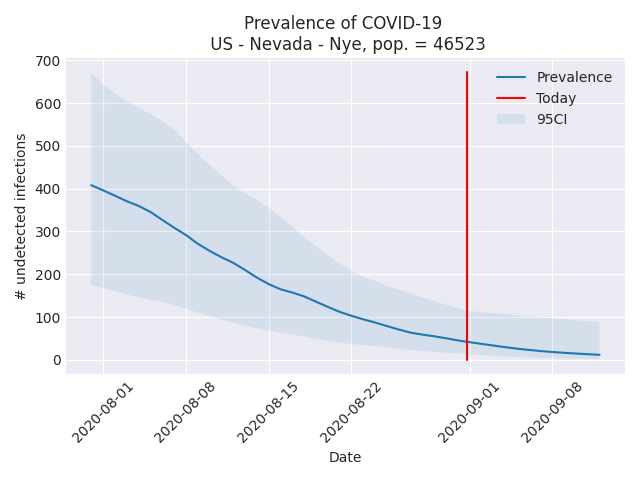 Prevalence of COVID-19
US - Nevada - Nye, pop. = 46523
700
600
500
400
300
200
100
0
# undetected infections
Prevalence
Today
95CI
2020-08-01
2020-08-08
2020-08-15
2020-08-22
2020-09-01
2020-09-08
Date